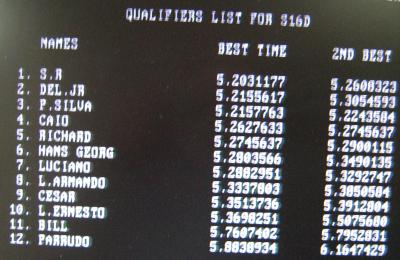 QUALIFIERS LIST FOR S16D
NAMES BEST TIME 2ND BEST
1. S.R 5.2031177 5.2608323
2. DEL.JR 5.2155617 5.3054593
3. P.SILVA 5.2157763 5.2243584
4. CAIO 5.2627633 5.2745637
5. RICHARD 5.2745637 5.2900115
6. HANS GEORG 5.2803566 5.3490135
7. LUCIANO 5.2882951 5.3292747
8. L.ARMANDO 5.3337803 5.3850584
9. CESAR 5.3513736 5.3912804
10. L.ERNESTO 5.3698251 5.5075680
11. BILL 5.7607402 5.7952831
12. PARRUDO 5.8830934 6.1647429